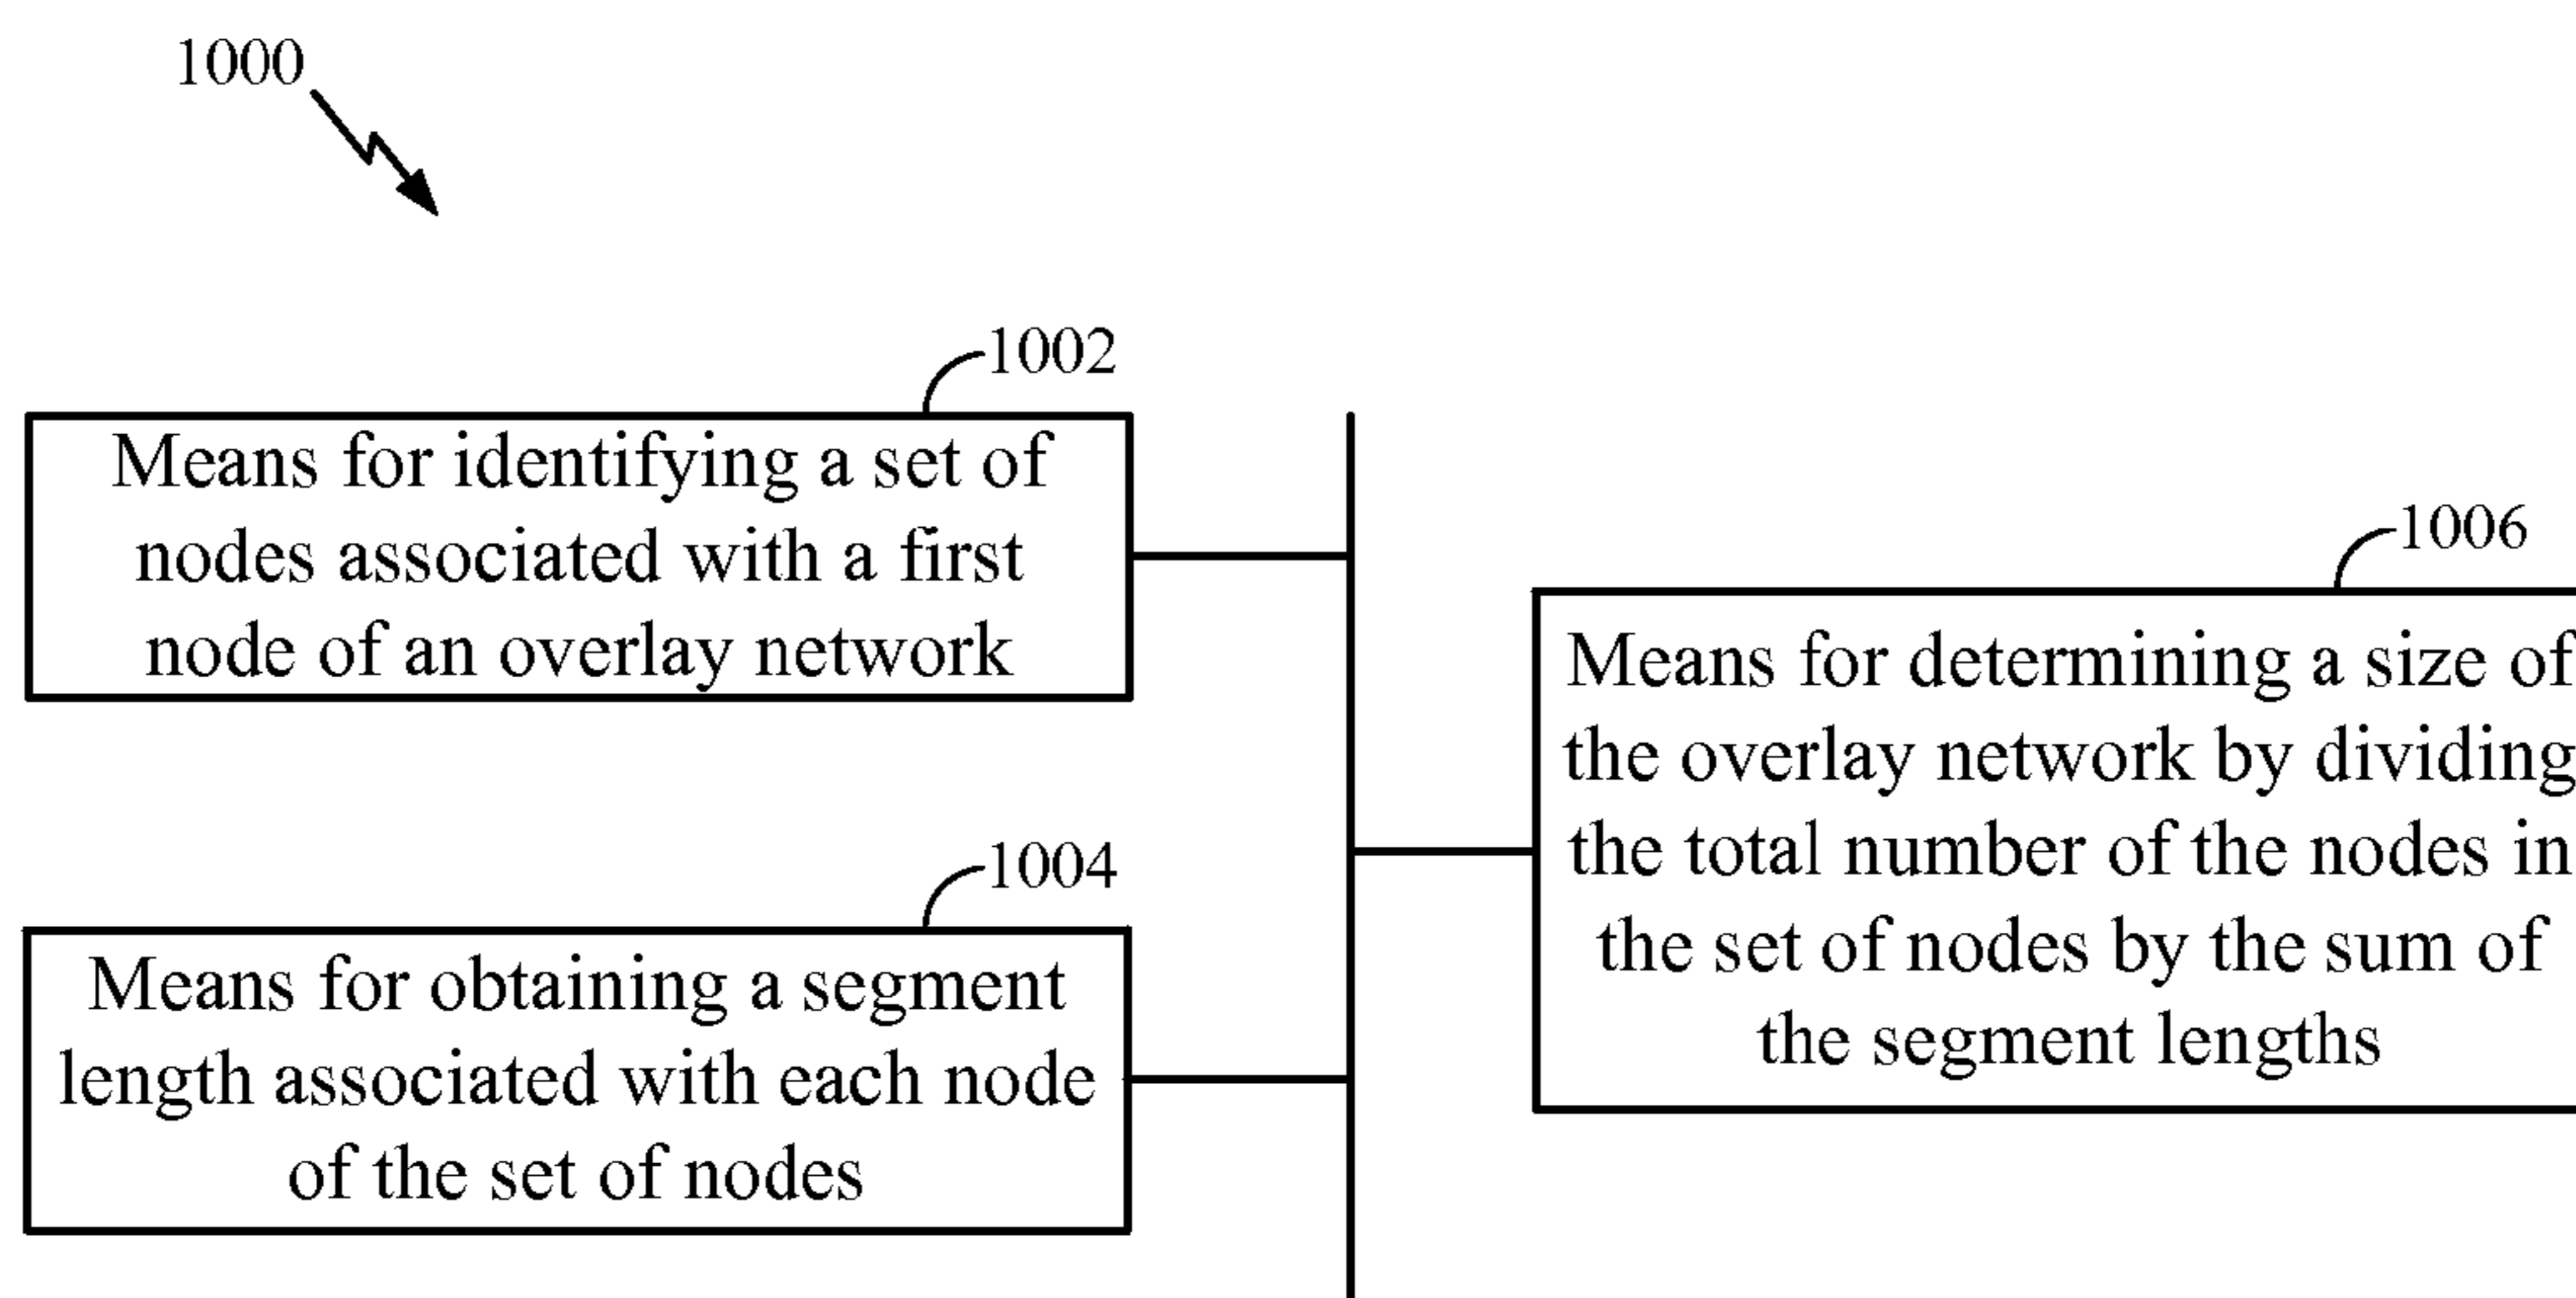 1000
1002
Means for identifying a set of
nodes associated with a first
node of an overlay network
1004
Means for obtaining a segment
length associated with each node
of the set of nodes
1006
Means for determining a size of
the overlay network by dividing
the total number of the nodes in
the set of nodes by the sum of
the segment lengths